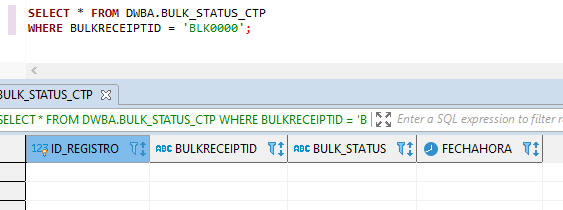 SELECT * FROM DWBA.BULK_STATUS_CTP
WHERE BULKRECEIPTID = 'BLK0000';
BULK_STATUS_CTP
SELECT * FROM DWBA.BULK_STATUS_CTP WHERE BULKRECEIPTID = 'B
Enter a SQL expression to filter re
123 ID_REGISTRO ABC BULKRECEIPTID ABC BULK_STATUS FECHAHORA